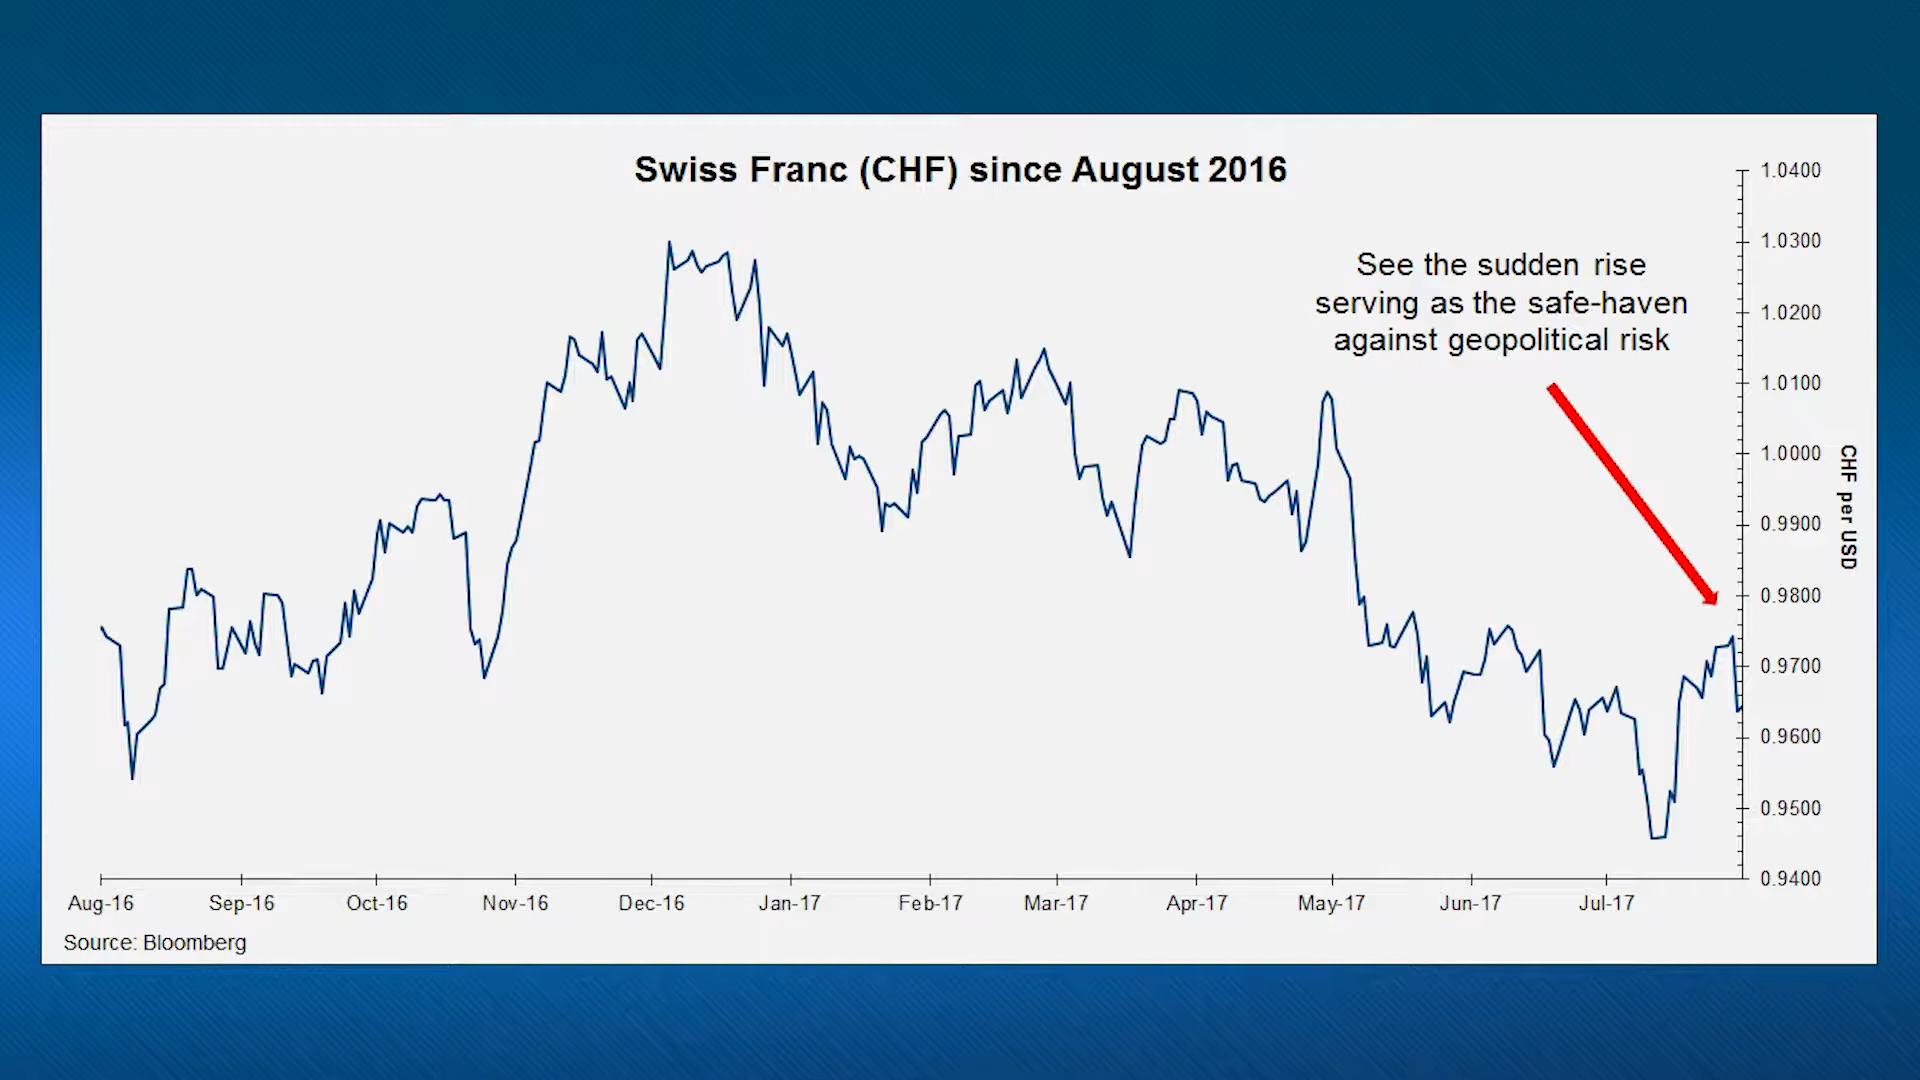 Swiss Franc (CHF) since August 2016
See the sudden rise
serving as the safe-haven
against geopolitical risk
1.0400
1.0300
1.0200
1.0100
1.0000
0.9900
0.9800
0.9700
0.9600
0.9500
0.9400
CHF per USD
Aug-16 Sep-16 Oct-16 Nov-16 Dec-16 Jan-17 Feb-17 Mar-17 Apr-17 May-17 Jun-17 Jul-17
Source: Bloomberg